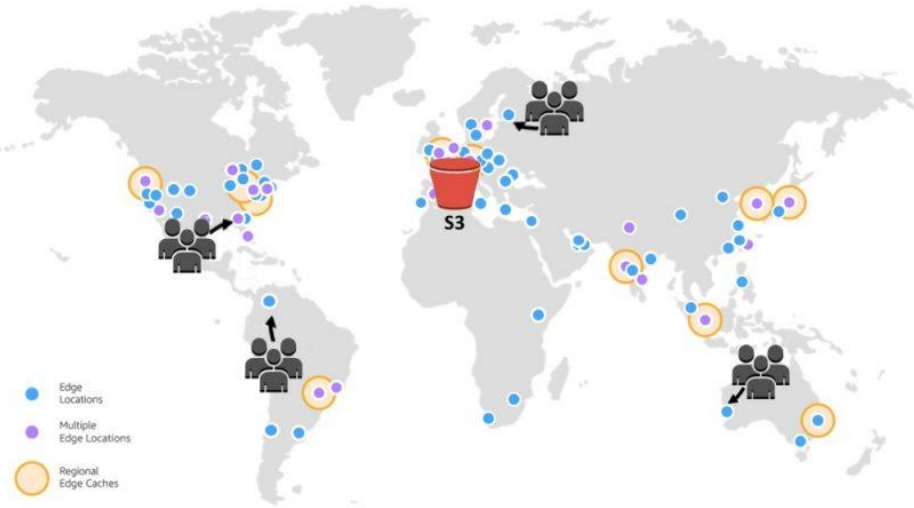 S3
Edge
Locations
Multiple
Edge Locations
Regional
Edge Caches